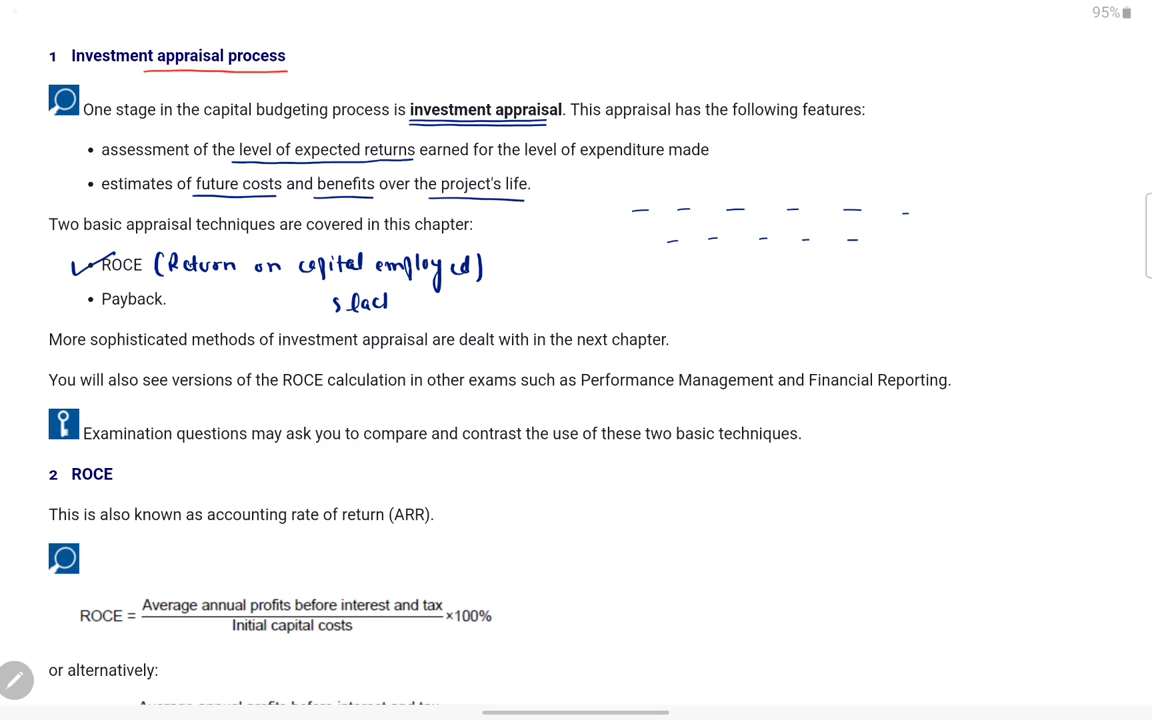 95%
1 Investment appraisal process
One stage in the capital budgeting process is investment appraisal. This appraisal has the following features:
• assessment of the level of expected returns earned for the level of expenditure made
• estimates of future costs and benefits over the project's life.
Two basic appraisal techniques are covered in this chapter:
• ROCE (Return on capital employed)
• Payback.
More sophisticated methods of investment appraisal are dealt with in the next chapter.
You will also see versions of the ROCE calculation in other exams such as Performance Management and Financial Reporting.
Examination questions may ask you to compare and contrast the use of these two basic techniques.
2 ROCE
This is also known as accounting rate of return (ARR).
Average annual profits before interest and tax
ROCE = ×100%
Initial capital costs
or alternatively: